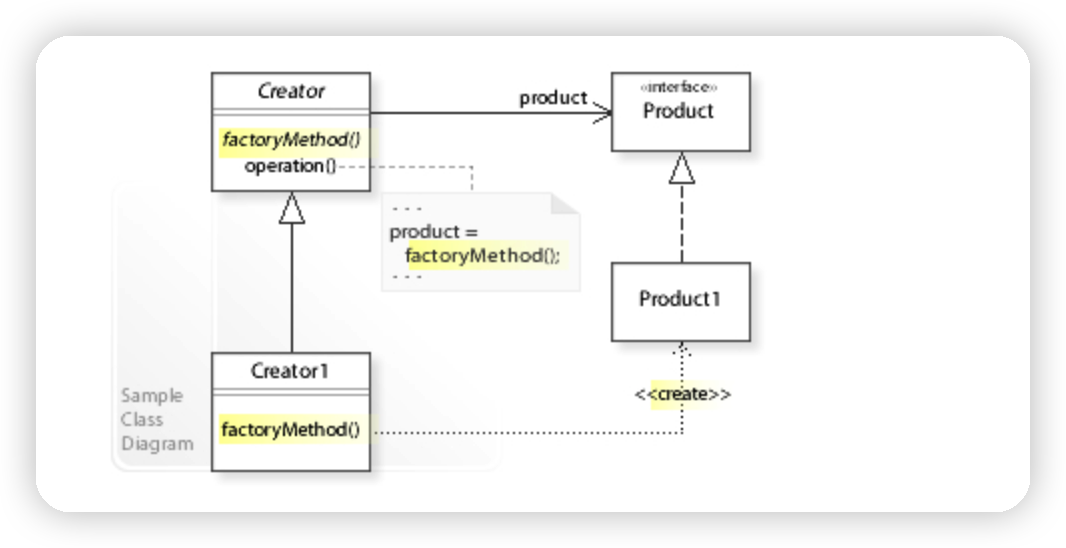 Creator
factoryMethod()
operation()
product
«interface»
Product
- - -
product =
factoryMethod();
- - -
Product1
<<create>>
Creator1
factoryMethod()
Sample
Class
Diagram